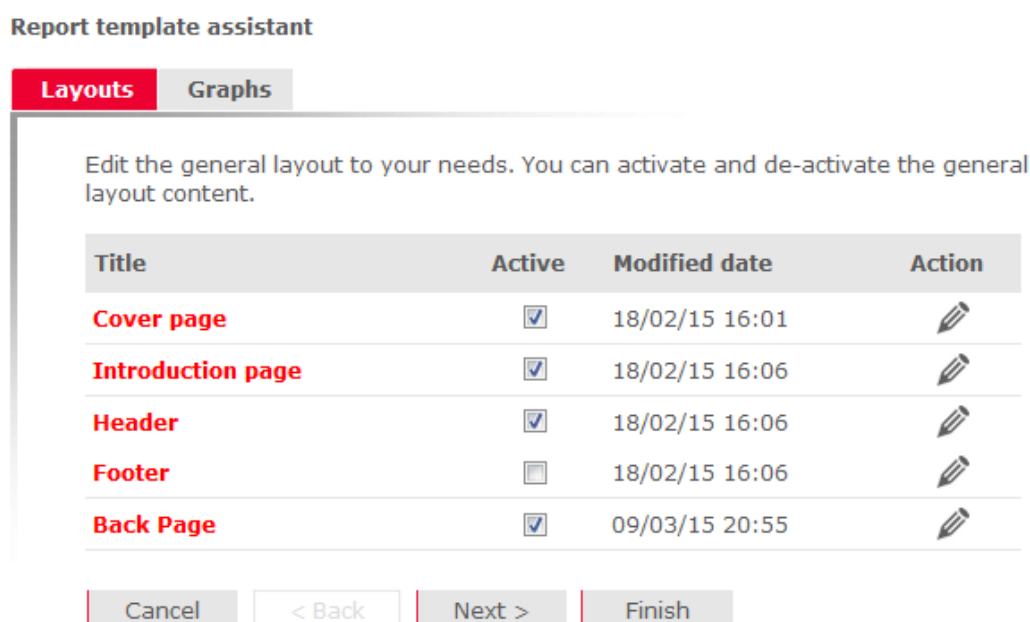 Report template assistant
Layouts Graphs
Edit the general layout to your needs. You can activate and de-activate the general
layout content.
Title Active Modified date Action
Cover page 18/02/15 16:01
Introduction page 18/02/15 16:06
Header 18/02/15 16:06
Footer 18/02/15 16:06
Back Page 09/03/15 20:55
Cancel < Back Next > Finish